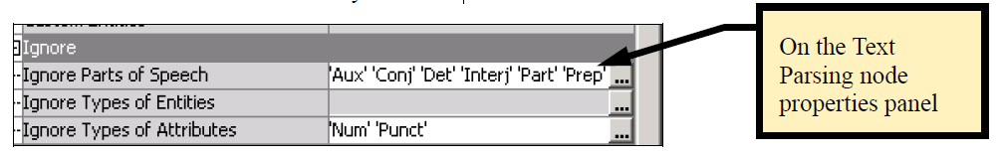 Ignore
Ignore Parts of Speech 'Aux' 'Conj' 'Det' 'Interj' 'Part' 'Prep' ...
Ignore Types of Entities ...
Ignore Types of Attributes 'Num' 'Punct' ...
On the Text
Parsing node
properties panel